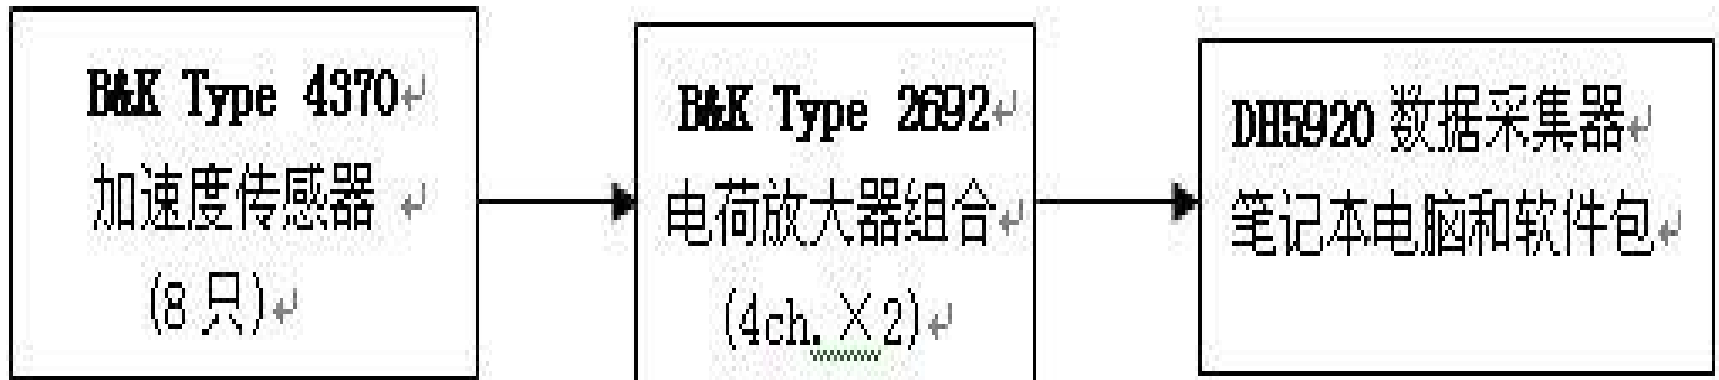 B&K Type 4370
加速度传感器
(8 只)
B&K Type 2692
电荷放大器组合
(4ch.×2)
DH5920 数据采集器
笔记本电脑和软件包